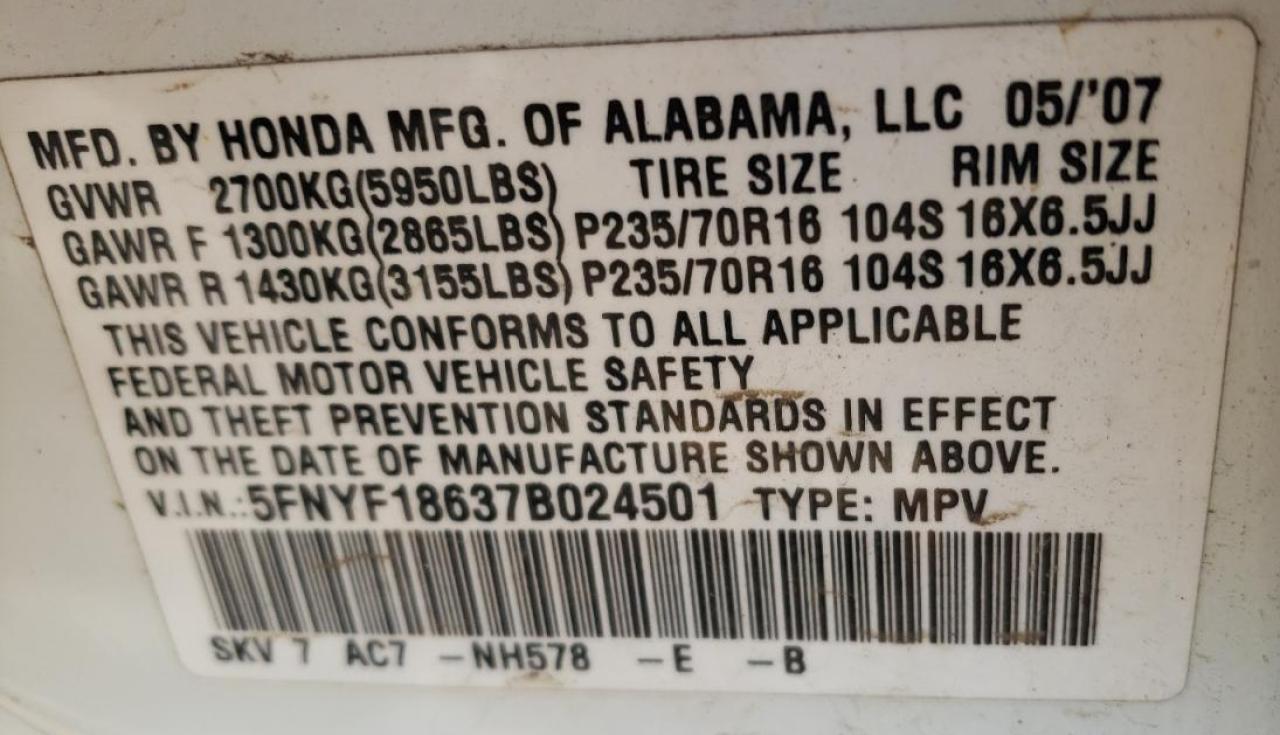 MFD. BY HONDA MFG. OF ALABAMA, LLC 05/'07
GVWR 2700KG(5950LBS) TIRE SIZE RIM SIZE
GAWR F 1300KG(2865LBS) P235/70R16 104S 16X6.5JJ
GAWR R 1430KG(3155LBS) P235/70R16 104S 16X6.5JJ
THIS VEHICLE CONFORMS TO ALL APPLICABLE
FEDERAL MOTOR VEHICLE SAFETY
AND THEFT PREVENTION STANDARDS IN EFFECT
ON THE DATE OF MANUFACTURE SHOWN ABOVE.
V.I.N.:5FNYF18637B024501 TYPE: MPV
SKV 7 AC7 -NH578 -E -B